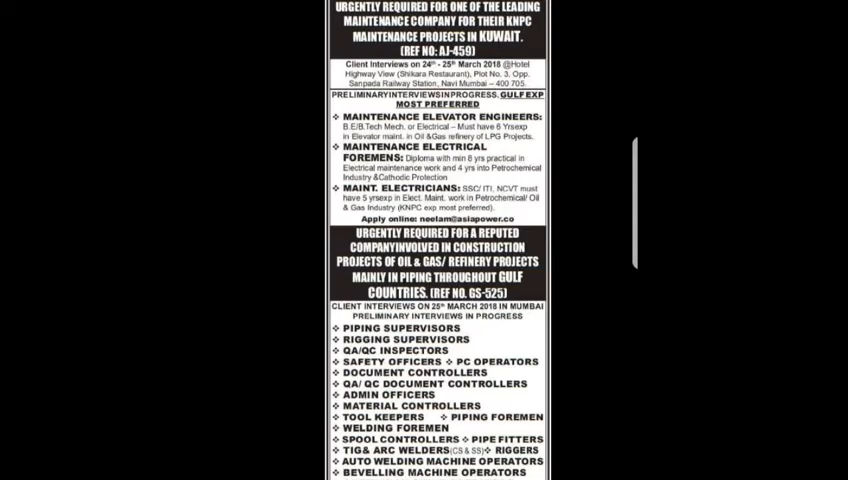 URGENTLY REQUIRED FOR ONE OF THE LEADING
MAINTENANCE COMPANY FOR THEIR KNPC
MAINTENANCE PROJECTS IN KUWAIT.
(REF NO: AJ-459)
Client Interviews on 24th - 25th March 2018 @Hotel
Highway View (Shikara Restaurant), Plot No. 3, Opp.
Sanpada Railway Station, Navi Mumbai – 400 705.
PRELIMINARYINTERVIEWSINPROGRESS. GULF EXP
MOST PREFERRED
❖ MAINTENANCE ELEVATOR ENGINEERS:
B.E/B.Tech Mech. or Electrical – Must have 6 Yrsexp
in Elevator maint. in Oil &Gas refinery of LPG Projects.
❖ MAINTENANCE ELECTRICAL
FOREMENS: Diploma with min 8 yrs practical in
Electrical maintenance work and 4 yrs into Petrochemical
Industry &Cathodic Protection
❖ MAINT. ELECTRICIANS: SSC/ ITI, NCVT must
have 5 yrsexp in Elect. Maint. work in Petrochemical/ Oil
& Gas Industry (KNPC exp most preferred).
Apply online: neelam@asiapower.co
URGENTLY REQUIRED FOR A REPUTED
COMPANYINVOLVED IN CONSTRUCTION
PROJECTS OF OIL & GAS/ REFINERY PROJECTS
MAINLY IN PIPING THROUGHOUT GULF
COUNTRIES. (REF NO. GS-525)
CLIENT INTERVIEWS ON 25th MARCH 2018 IN MUMBAI
PRELIMINARY INTERVIEWS IN PROGRESS
❖ PIPING SUPERVISORS
❖ RIGGING SUPERVISORS
❖ QA/QC INSPECTORS
❖ SAFETY OFFICERS ❖ PC OPERATORS
❖ DOCUMENT CONTROLLERS
❖ QA/ QC DOCUMENT CONTROLLERS
❖ ADMIN OFFICERS
❖ MATERIAL CONTROLLERS
❖ TOOL KEEPERS ❖ PIPING FOREMEN
❖ WELDING FOREMEN
❖ SPOOL CONTROLLERS ❖ PIPE FITTERS
❖ TIG& ARC WELDERS(CS & SS)❖ RIGGERS
❖ AUTO WELDING MACHINE OPERATORS
❖ BEVELLING MACHINE OPERATORS